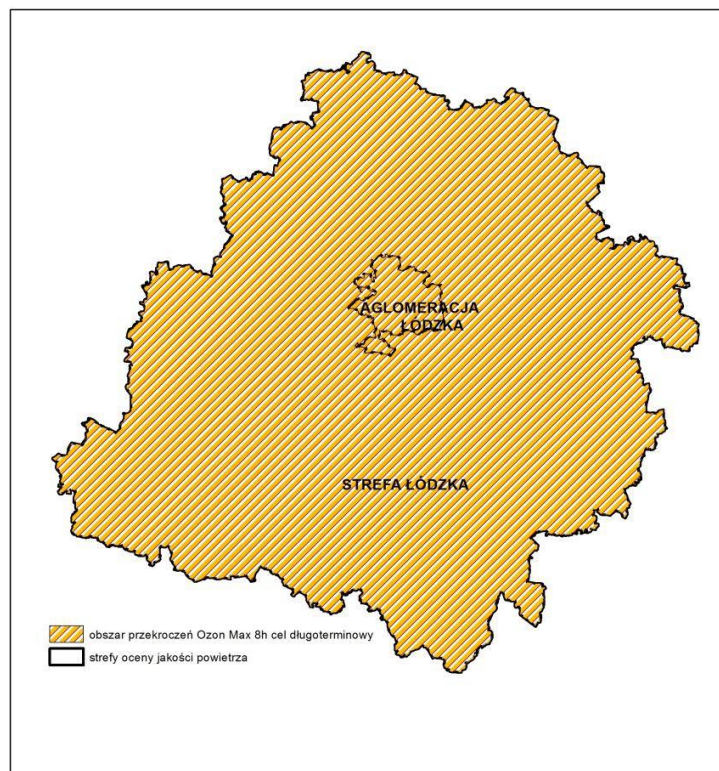 AGLOMERACJA
ŁÓDZKA
STREFA ŁÓDZKA
obszar przekroczeń Ozon Max 8h cel długoterminowy
strefy oceny jakości powietrza